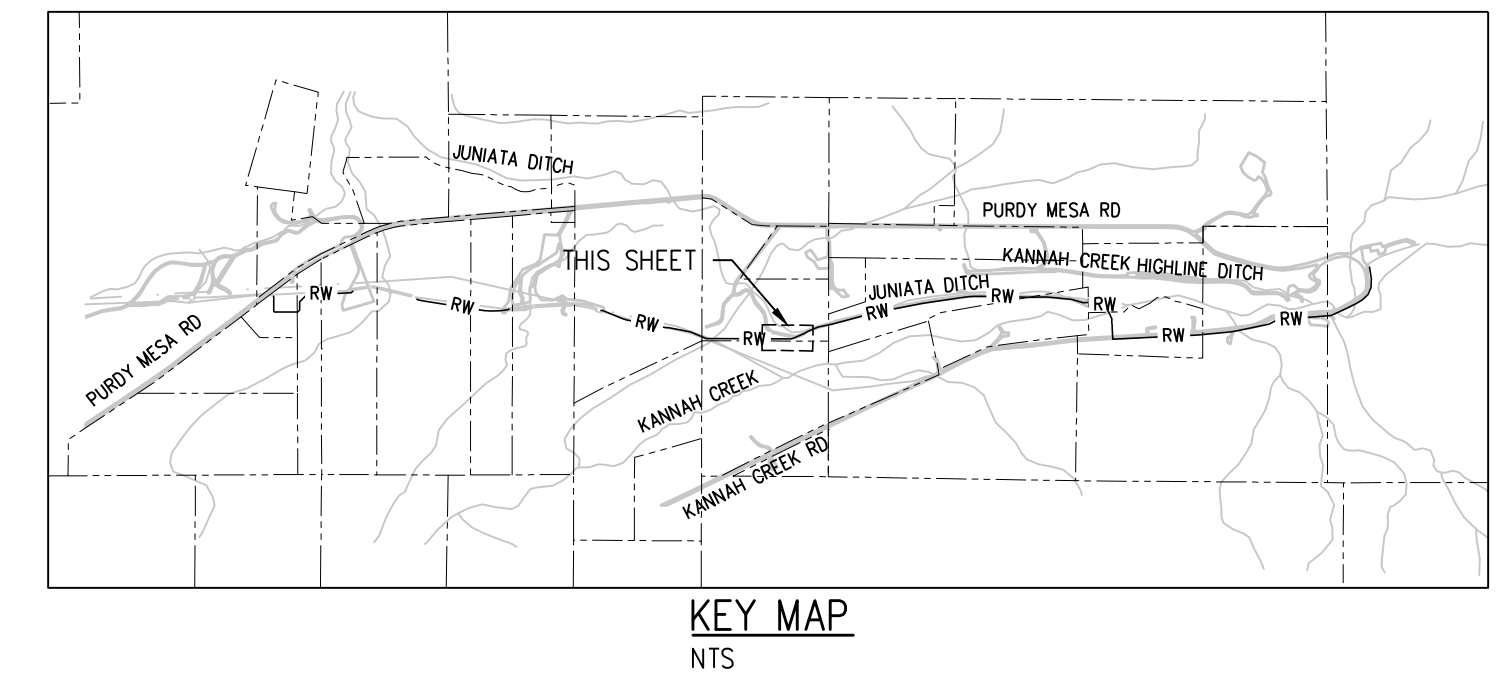 JUNIATA DITCH
PURDY MESA RD
THIS SHEET
KANNAH CREEK HIGHLINE DITCH
JUNIATA DITCH
RW
RW
RW
RW
RW
RW
RW
RW
RW
PURDY MESA RD
KANNAH CREEK
KANNAH CREEK RD
KEY MAP
NTS